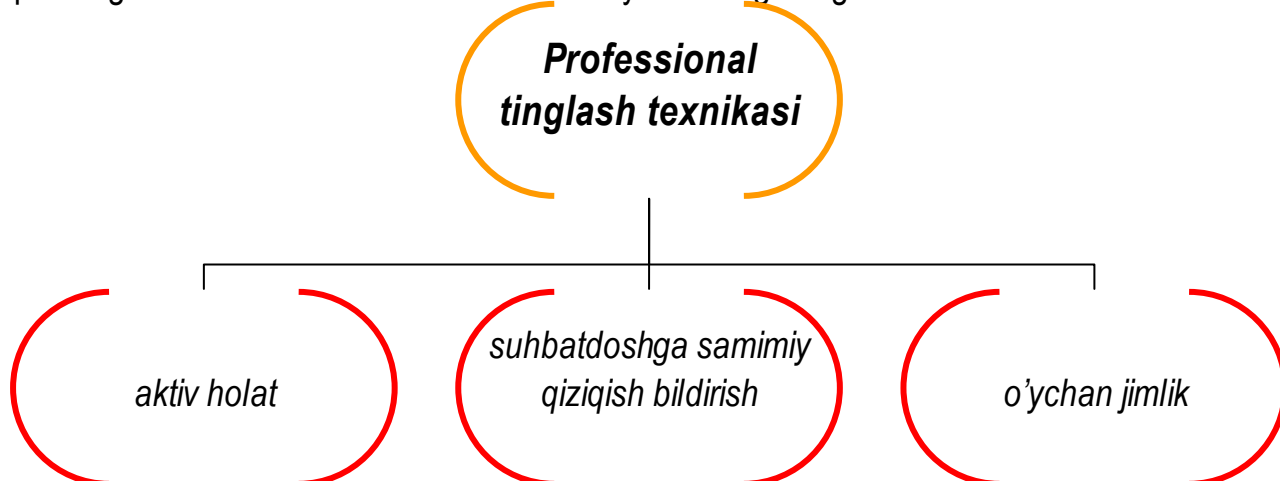 Professional
tinglash texnikasi
suhbatdoshga samimiy
aktiv holat
qiziqish bildirish
o’ychan jimlik